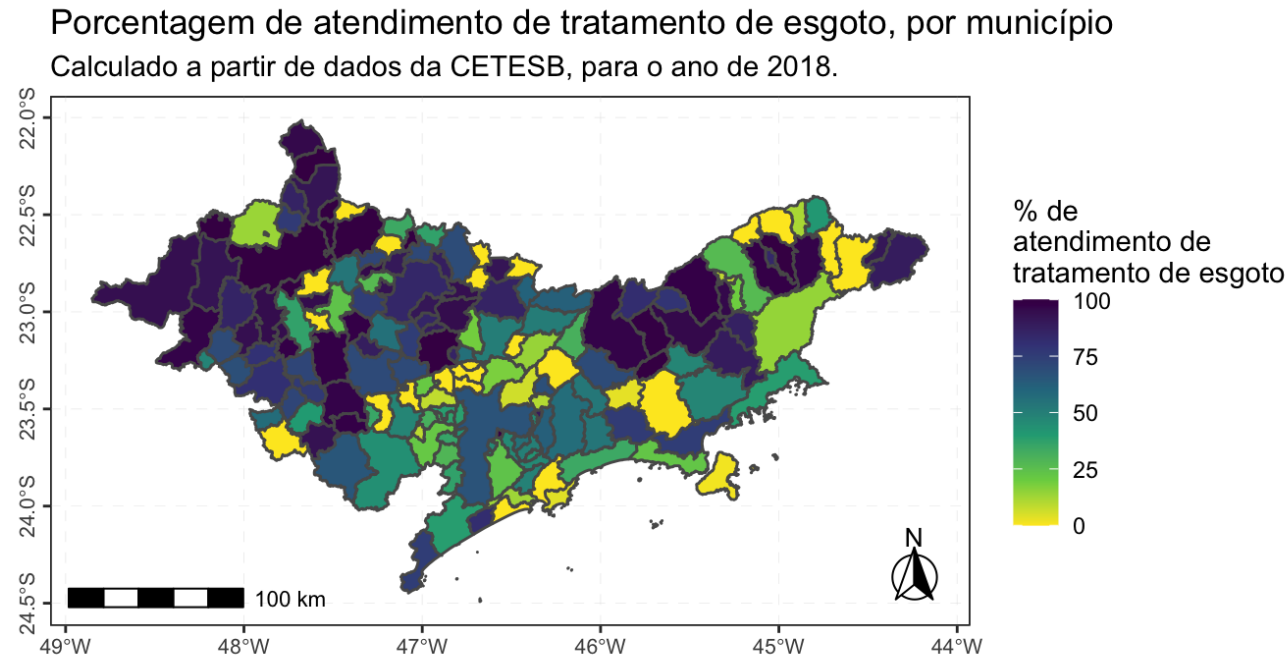 Porcentagem de atendimento de tratamento de esgoto, por município
Calculado a partir de dados da CETESB, para o ano de 2018.
22.0°S
22.5°S
23.0°S
23.5°S
24.0°S
24.5°S
% de
atendimento de
tratamento de esgoto
100
75
50
25
0
N
100 km
49°W
48°W
47°W
46°W
45°W
44°W